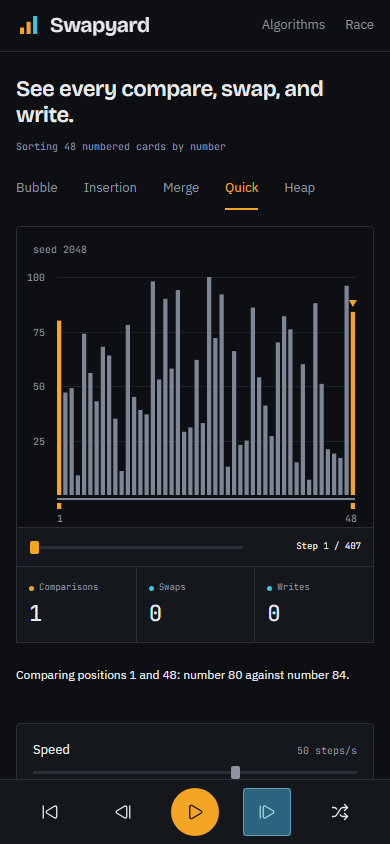 Swapyard
Algorithms Race
See every compare, swap, and
write.
Sorting 48 numbered cards by number
Bubble Insertion Merge Quick Heap
seed 2048
100
75
50
25
1 48
Step 1 / 407
Comparisons Swaps Writes
1 0 0
Comparing positions 1 and 48: number 80 against number 84.
Speed 50 steps/s